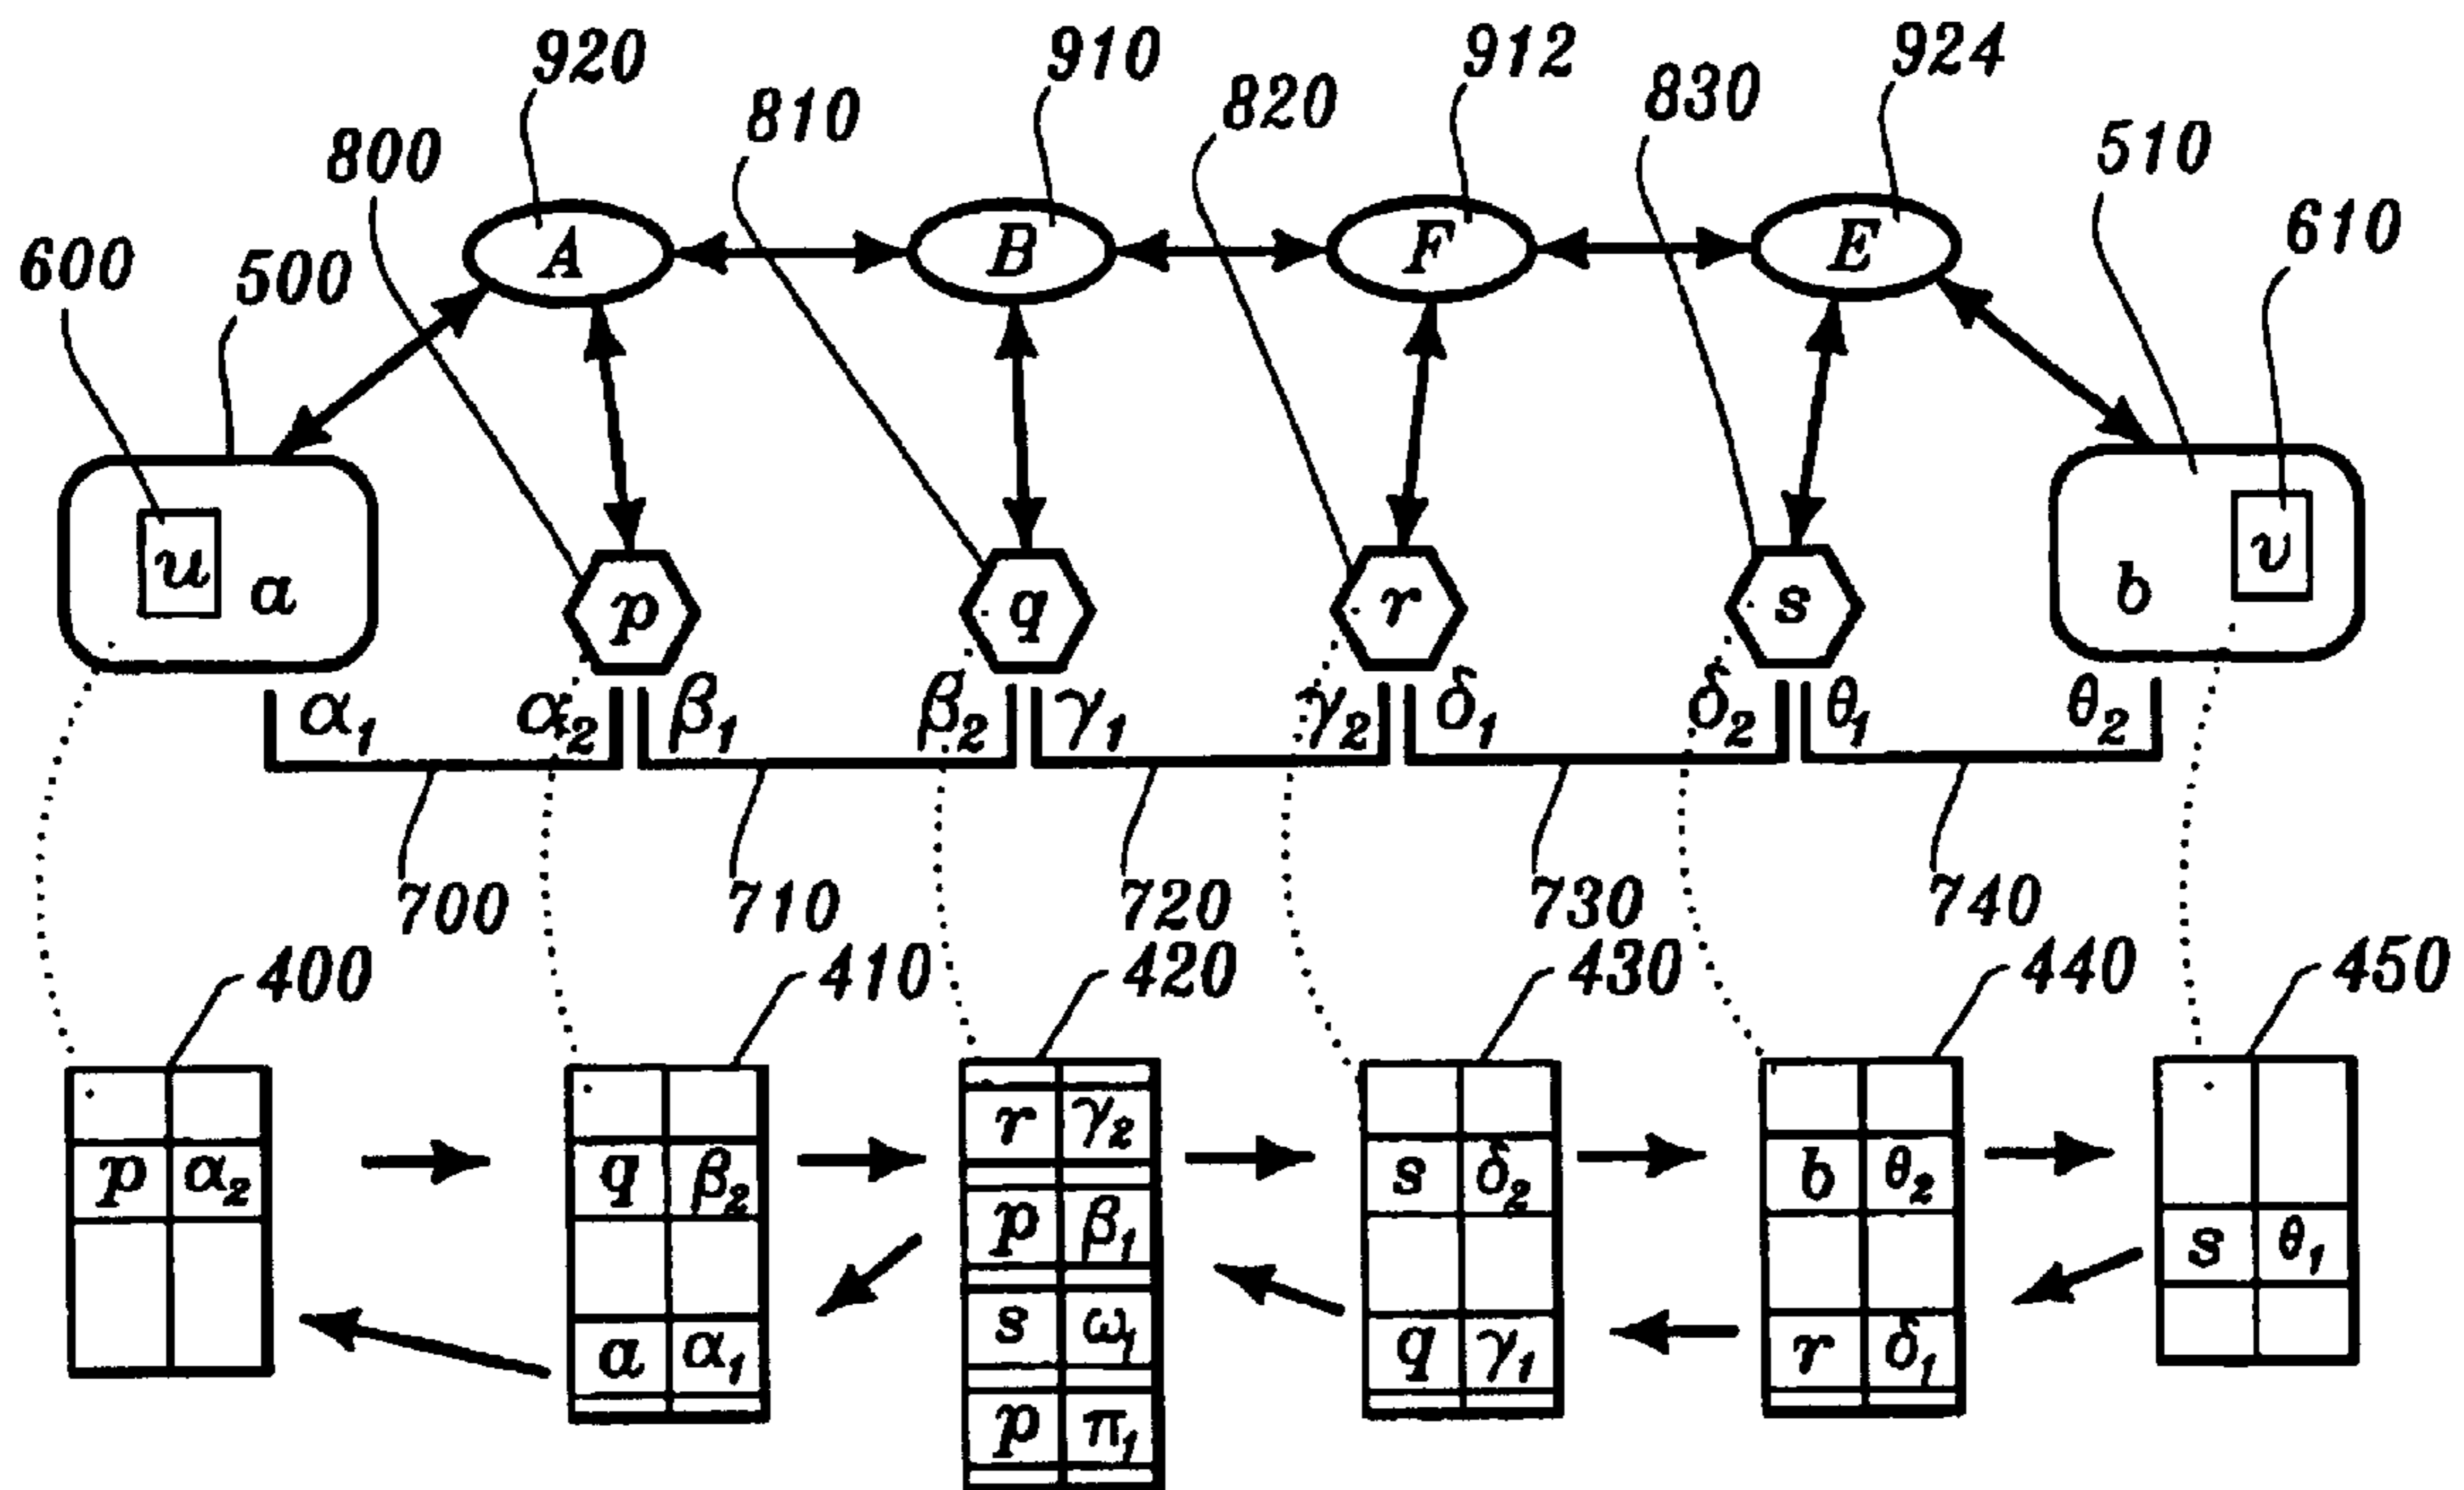 920 910 912 924
800 810 820 830 510
600 500 610
A B F E
u a p q r s b v
α1 α2 β1 β2 γ1 γ2 δ1 δ2 θ1 θ2
700 710 720 730 740
400 410 420 430 440 450
p α2 q β2 r γ2 s δ2 b θ2
p β1 s θ1
a α1 s ω1 q γ1 r δ1
p π1